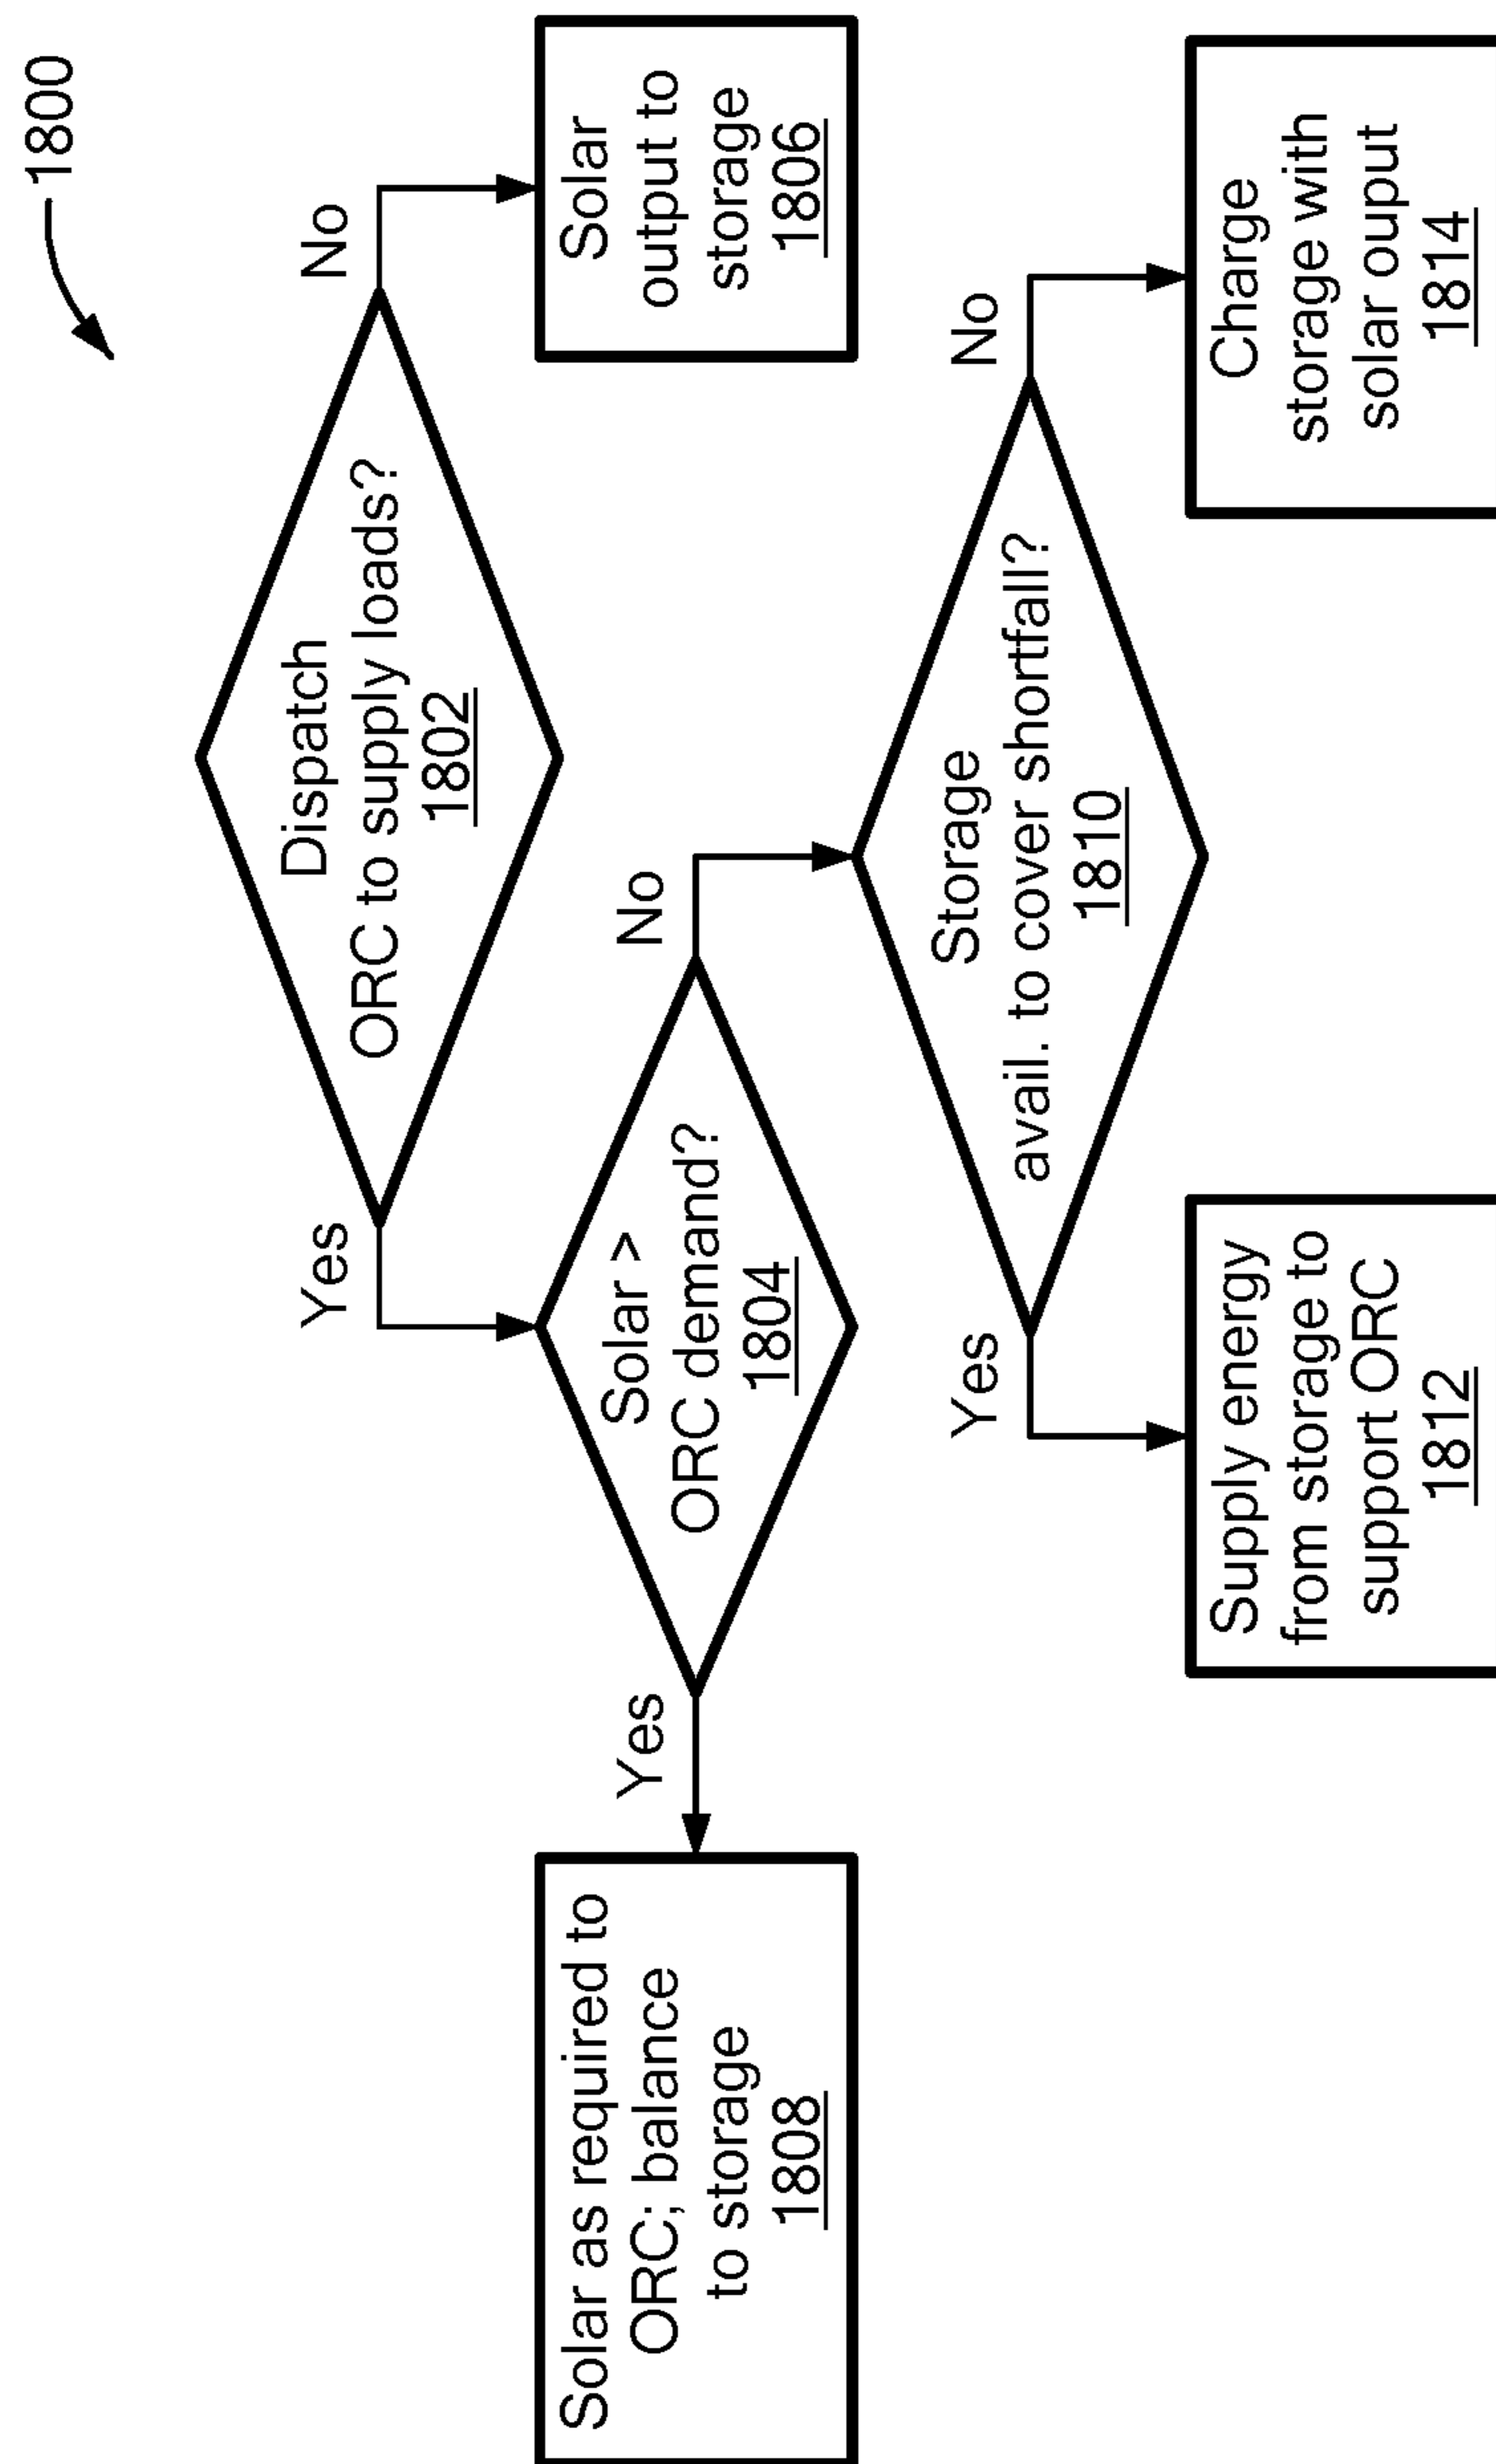 1800
Dispatch
ORC to supply loads?
1802
Yes
No
Solar >
ORC demand?
1804
Solar
output to
storage
1806
Yes
No
Solar as required to
ORC; balance
to storage
1808
Storage
avail. to cover shortfall?
1810
Yes
No
Supply energy
from storage to
support ORC
1812
Charge
storage with
solar ouput
1814